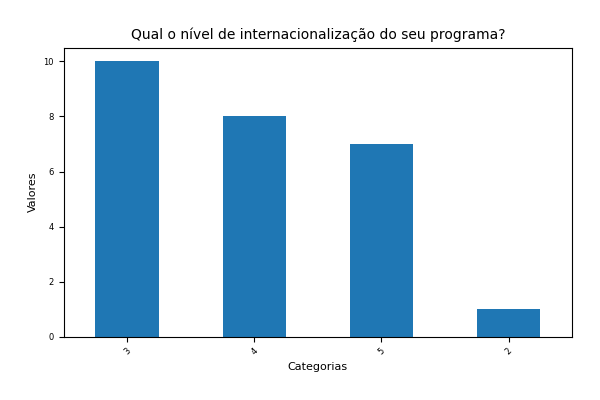 Qual o nível de internacionalização do seu programa?
10
8
6
4
2
0
Valores
3 4 5 2
Categorias